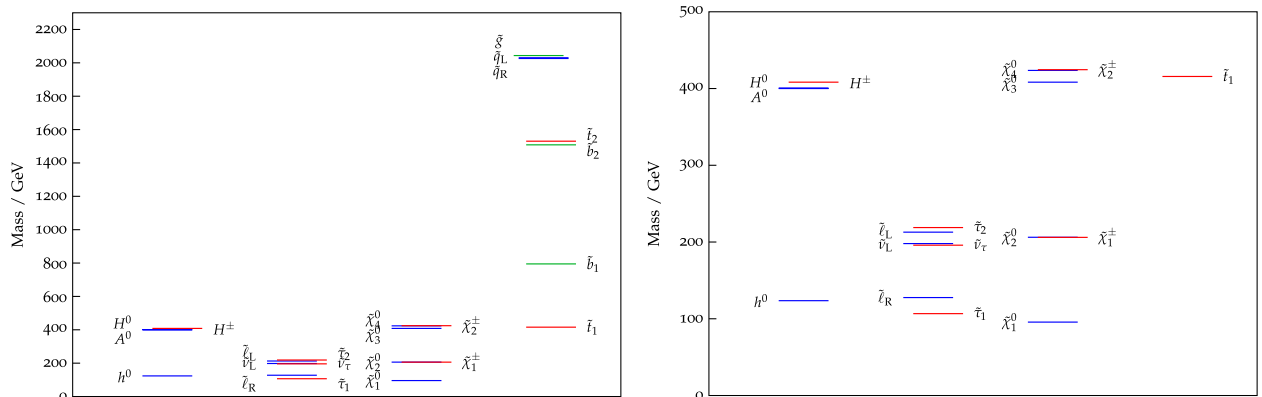 Mass / GeV
2200
2000
1800
1600
1400
1200
1000
800
600
400
200
0
g̃
q̃L
q̃R
t̃2
b̃2
b̃1
t̃1
H⁰
A⁰
H±
h⁰
ℓ̃L
ν̃L
ℓ̃R
τ̃2
ν̃τ
τ̃1
χ̃⁰4
χ̃⁰3
χ̃±2
χ̃⁰2
χ̃±1
χ̃⁰1
Mass / GeV
500
400
300
200
100
0
H⁰
A⁰
H±
h⁰
ℓ̃L
ν̃L
ℓ̃R
τ̃2
ν̃τ
τ̃1
χ̃⁰4
χ̃⁰3
χ̃±2
χ̃⁰2
χ̃±1
χ̃⁰1
t̃1